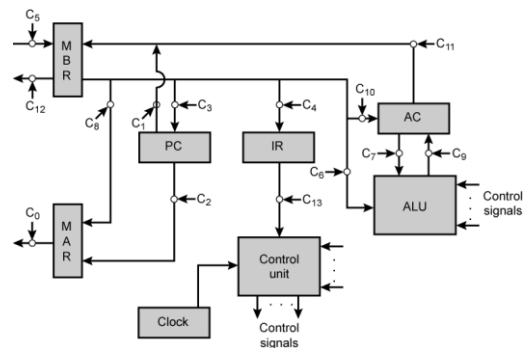 C5
M
B
R
C11
C12
C8
C1
C3
C4
C10
AC
PC
IR
C7
C9
C6
C2
C13
ALU
Control
signals
C0
M
A
R
Control
unit
Clock
Control
signals